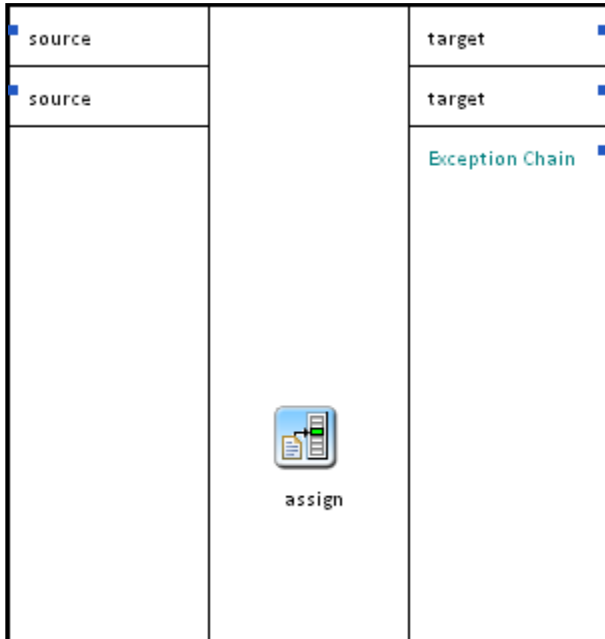 source
source
target
target
Exception Chain
assign